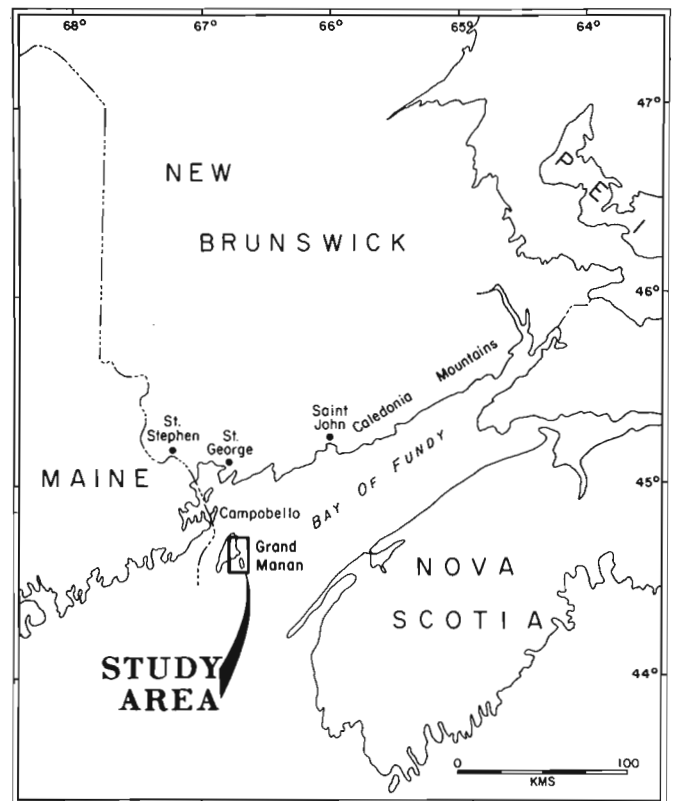 68°
67°
66°
65°
64°
47°
PEI
NEW
BRUNSWICK
46°
Caledonia Mountains
Saint
John
St.
Stephen
St.
George
45°
MAINE
BAY OF FUNDY
Campobello
Grand
Manan
NOVA
SCOTIA
44°
STUDY
AREA
0 100
KMS